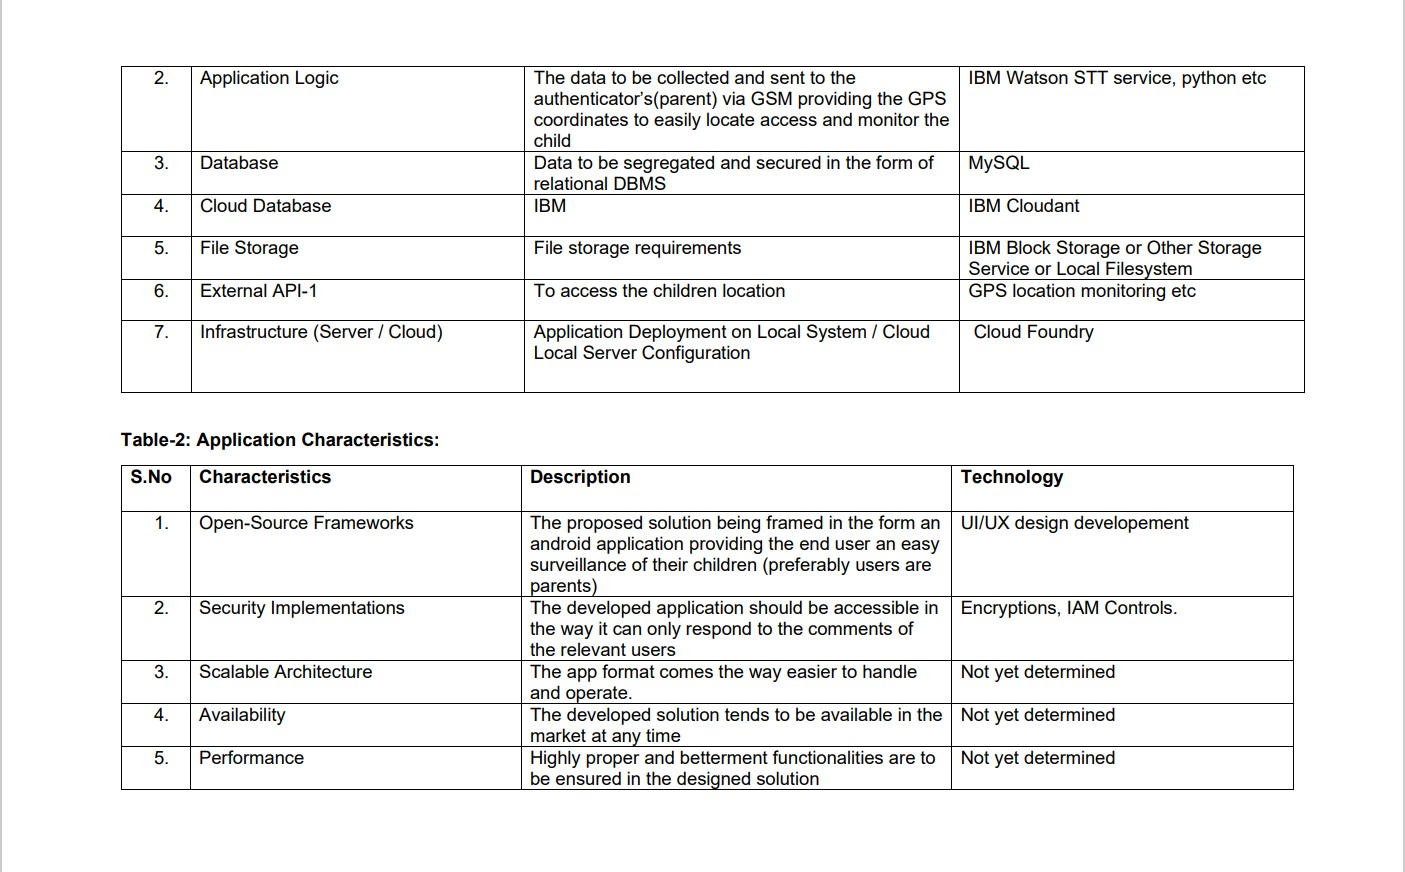 2. Application Logic The data to be collected and sent to the IBM Watson STT service, python etc
authenticator's(parent) via GSM providing the GPS
coordinates to easily locate access and monitor the
child
3. Database Data to be segregated and secured in the form of MySQL
relational DBMS
4. Cloud Database IBM IBM Cloudant
5. File Storage File storage requirements IBM Block Storage or Other Storage
Service or Local Filesystem
6. External API-1 To access the children location GPS location monitoring etc
7. Infrastructure (Server / Cloud) Application Deployment on Local System / Cloud Cloud Foundry
Local Server Configuration
Table-2: Application Characteristics:
S.No Characteristics Description Technology
1. Open-Source Frameworks The proposed solution being framed in the form an UI/UX design developement
android application providing the end user an easy
surveillance of their children (preferably users are
parents)
2. Security Implementations The developed application should be accessible in Encryptions, IAM Controls.
the way it can only respond to the comments of
the relevant users
3. Scalable Architecture The app format comes the way easier to handle Not yet determined
and operate.
4. Availability The developed solution tends to be available in the Not yet determined
market at any time
5. Performance Highly proper and betterment functionalities are to Not yet determined
be ensured in the designed solution